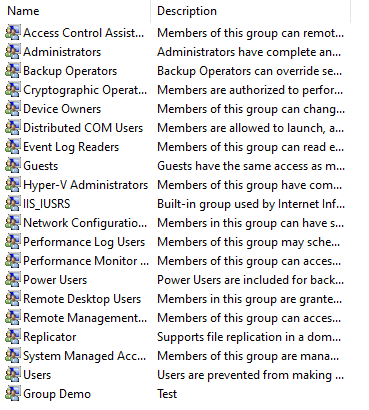 Name Description
Access Control Assist... Members of this group can remot...
Administrators Administrators have complete an...
Backup Operators Backup Operators can override se...
Cryptographic Operat... Members are authorized to perfor...
Device Owners Members of this group can chang...
Distributed COM Users Members are allowed to launch, a...
Event Log Readers Members of this group can read e...
Guests Guests have the same access as m...
Hyper-V Administrators Members of this group have com...
IIS_IUSRS Built-in group used by Internet Inf...
Network Configuratio... Members in this group can have s...
Performance Log Users Members of this group may sche...
Performance Monitor ... Members of this group can acces...
Power Users Power Users are included for back...
Remote Desktop Users Members in this group are grante...
Remote Management... Members of this group can acces...
Replicator Supports file replication in a dom...
System Managed Acc... Members of this group are mana...
Users Users are prevented from making ...
Group Demo Test